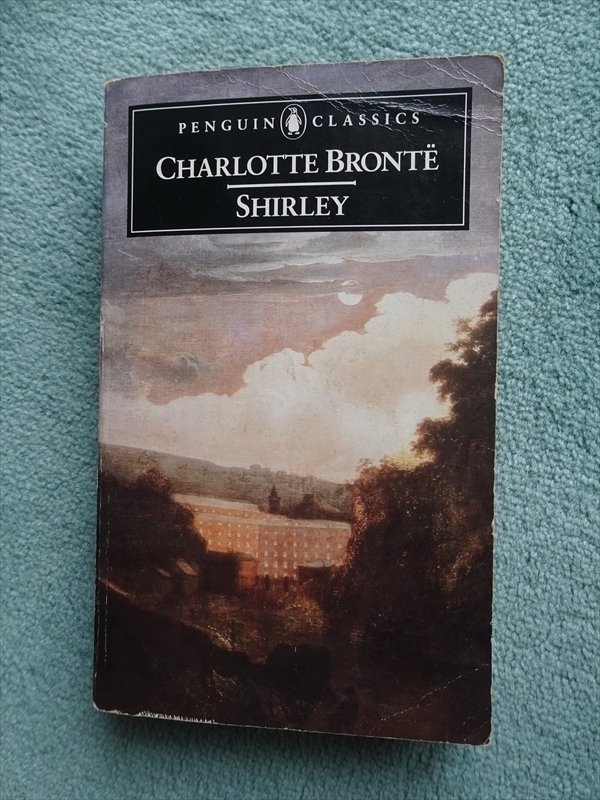 PENGUIN CLASSICS
CHARLOTTE BRONTË
SHIRLEY